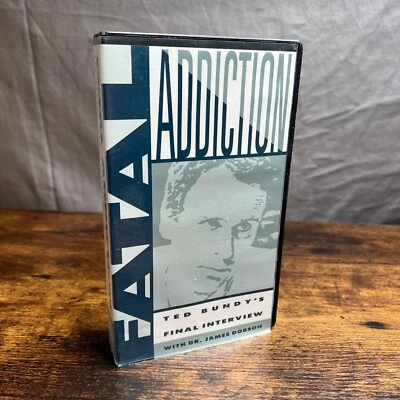 FATAL
ADDICTION
TED BUNDY'S
FINAL INTERVIEW
WITH DR. JAMES DOBSON